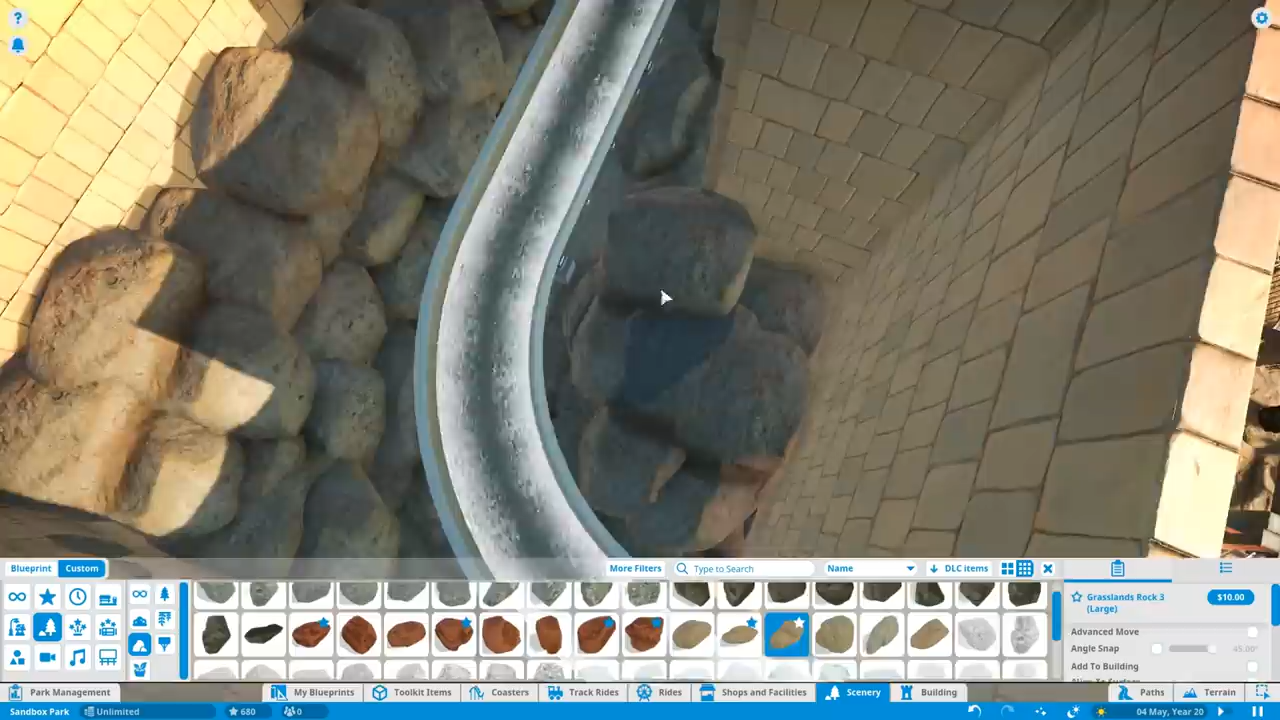 ?
Blueprint
Custom
More Filters
Type to Search
Name
DLC items
Grasslands Rock 3
(Large)
$10.00
Advanced Move
Angle Snap
45.00°
Add To Building
Park Management
My Blueprints
Toolkit Items
Coasters
Track Rides
Rides
Shops and Facilities
Scenery
Building
Paths
Terrain
Sandbox Park
Unlimited
680
0
04 May, Year 20